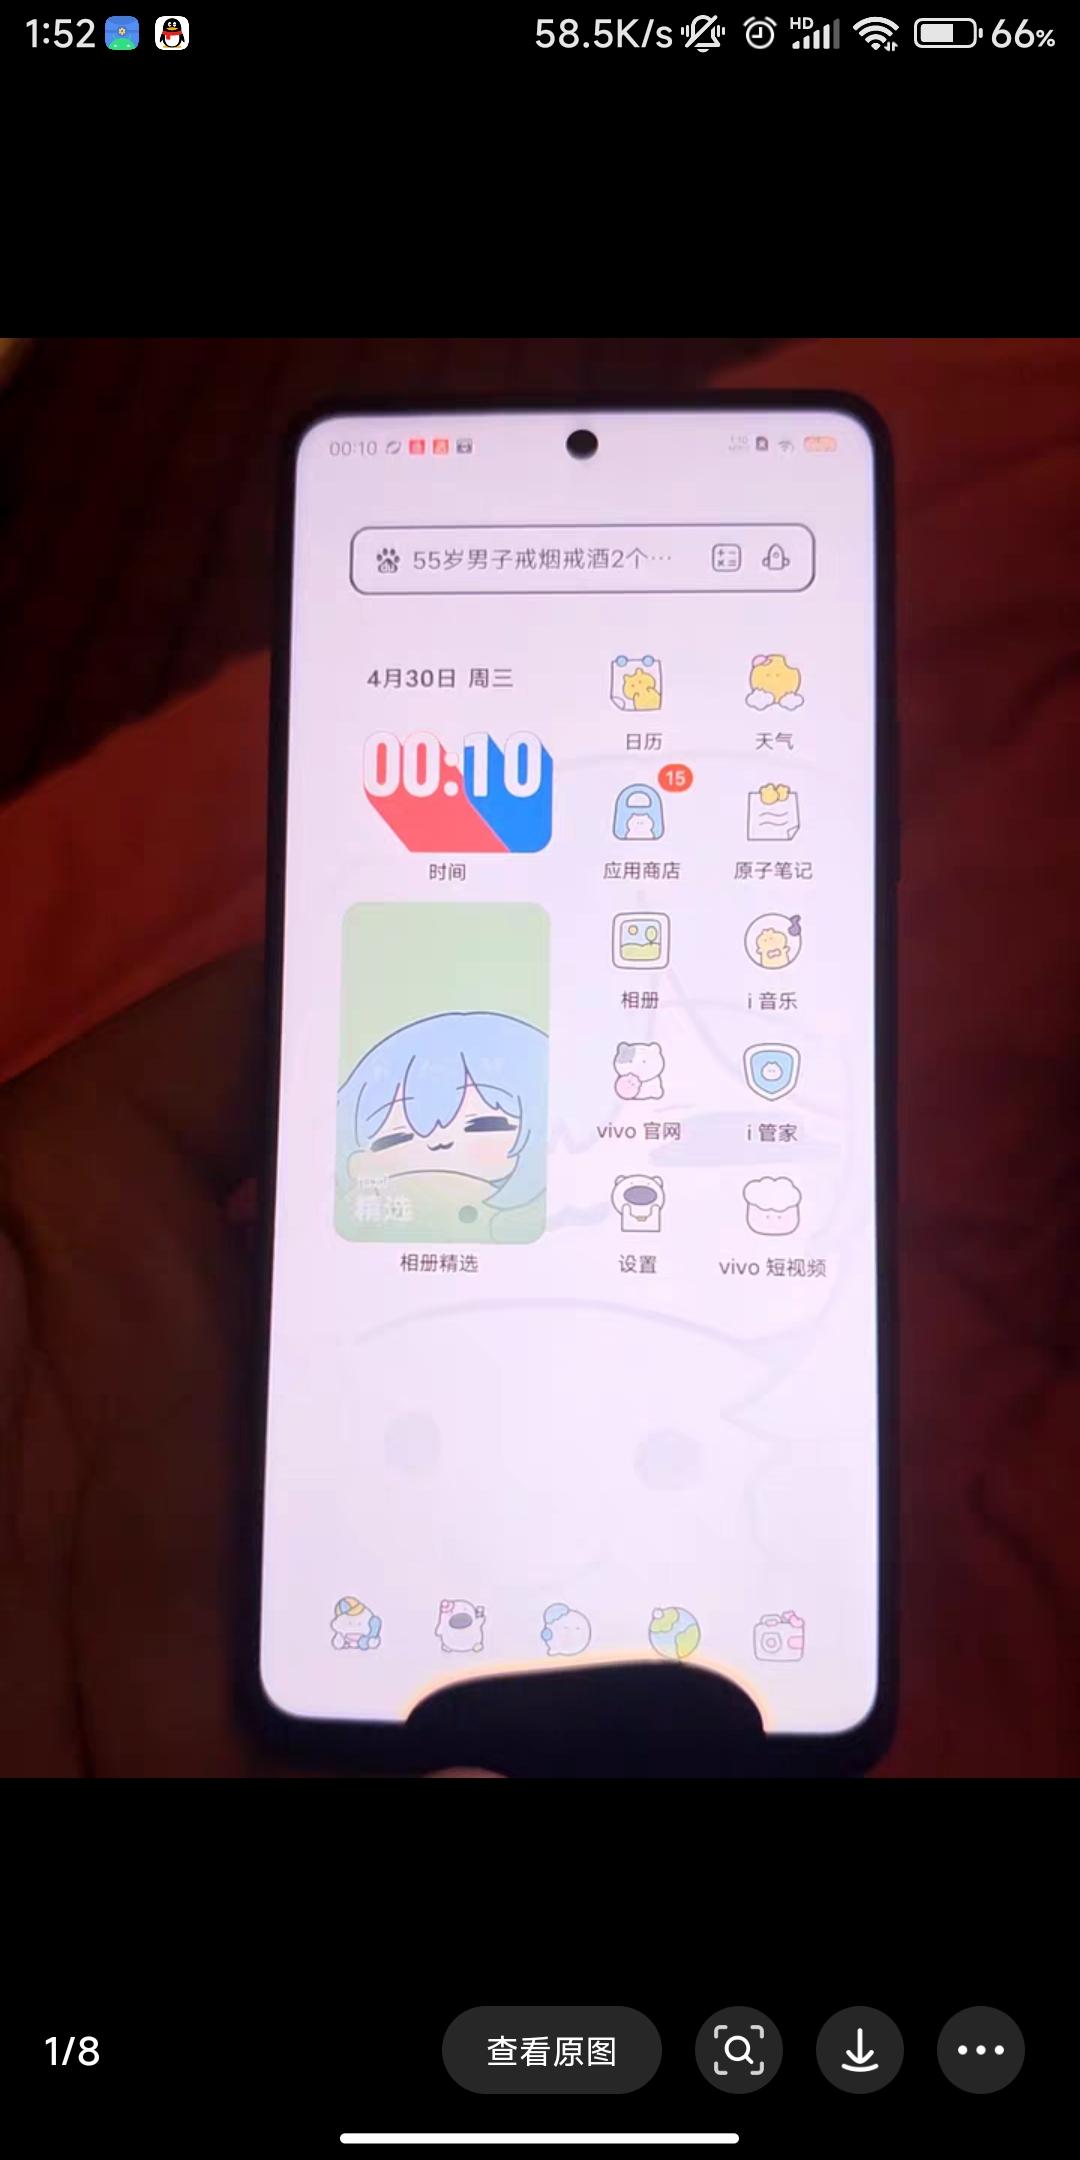 1:52
58.5K/s
HD
66%
00:10
55岁男子戒烟戒酒2个…
4月30日 周三
00:10
时间
日历
天气
15
应用商店
原子笔记
相册
i 音乐
vivo 官网
i 管家
精选
相册精选
设置
vivo 短视频
1/8
查看原图